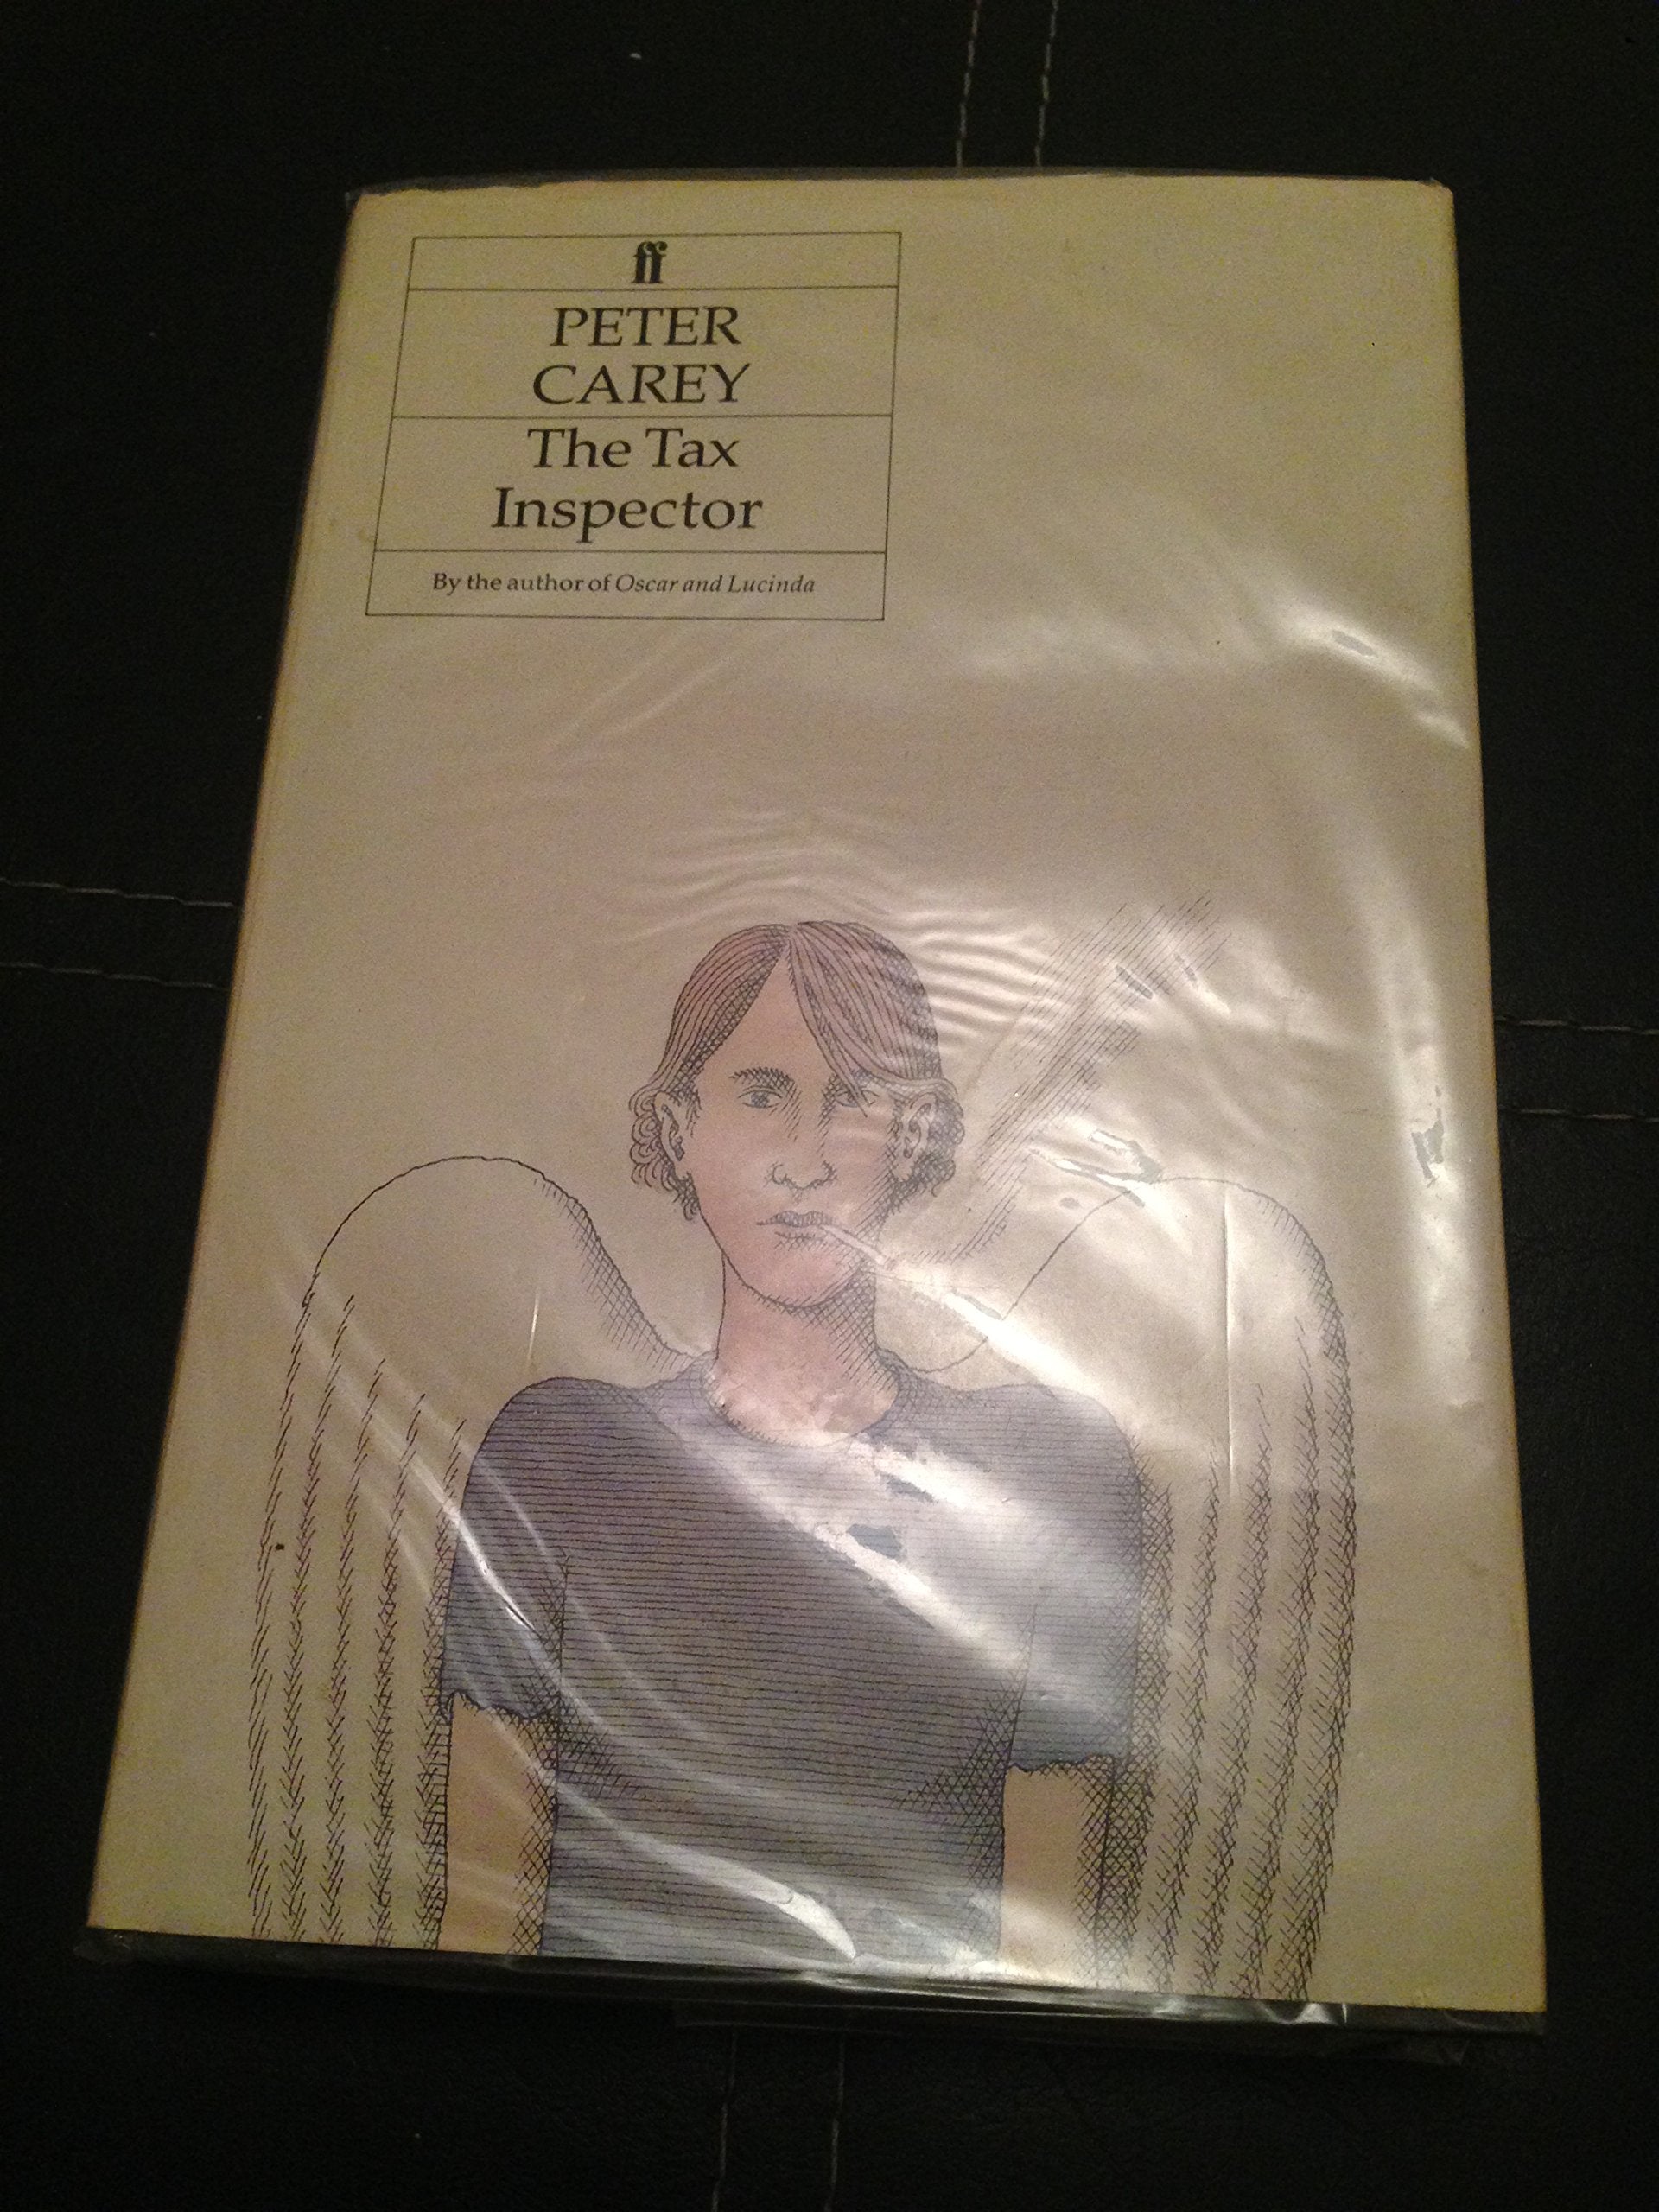 ff
PETER
CAREY
The Tax
Inspector
By the author of Oscar and Lucinda